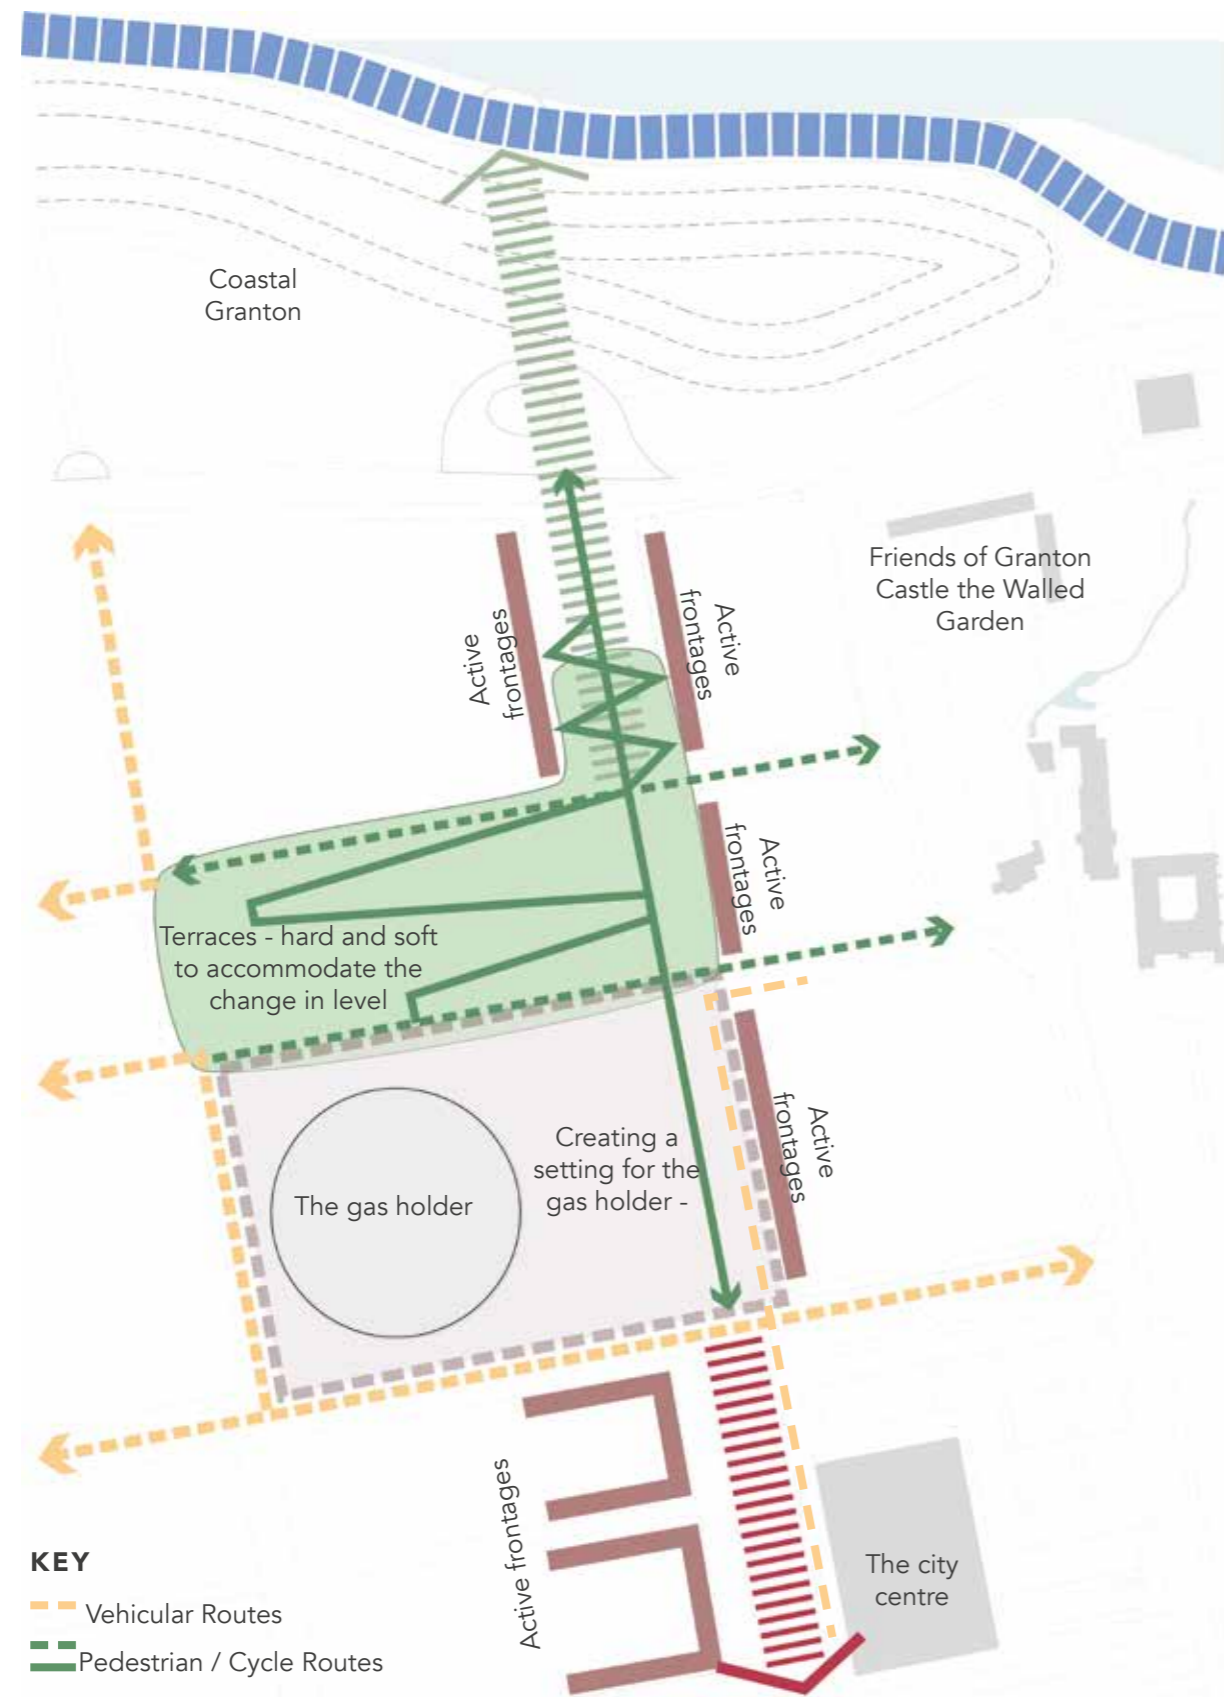 Coastal
Granton
Friends of Granton
Castle the Walled
Garden
Active
frontages
Active
frontages
Active
frontages
Terraces - hard and soft
to accommodate the
change in level
Creating a
setting for the
gas holder -
The gas holder
Active
frontages
Active frontages
The city
centre
KEY
Vehicular Routes
Pedestrian / Cycle Routes